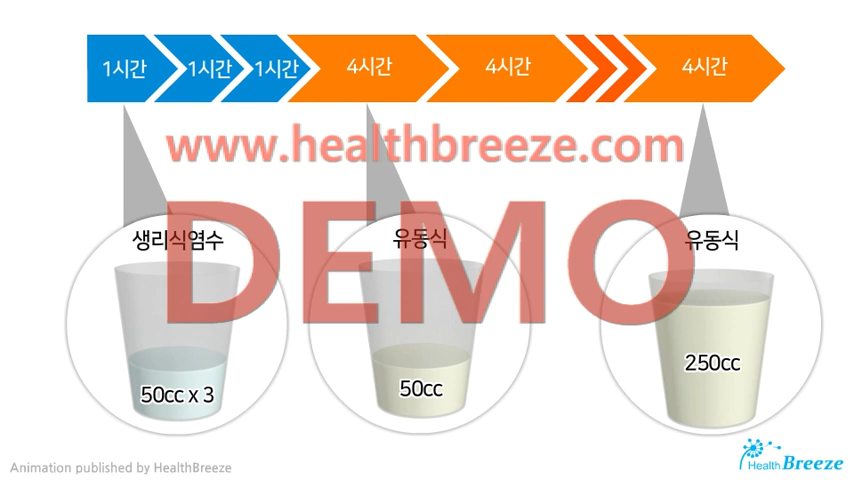 1시간 1시간 1시간 4시간 4시간 4시간
www.healthbreeze.com
DEMO
생리식염수 유동식 유동식
50cc x 3 50cc 250cc
Animation published by HealthBreeze
Health Breeze